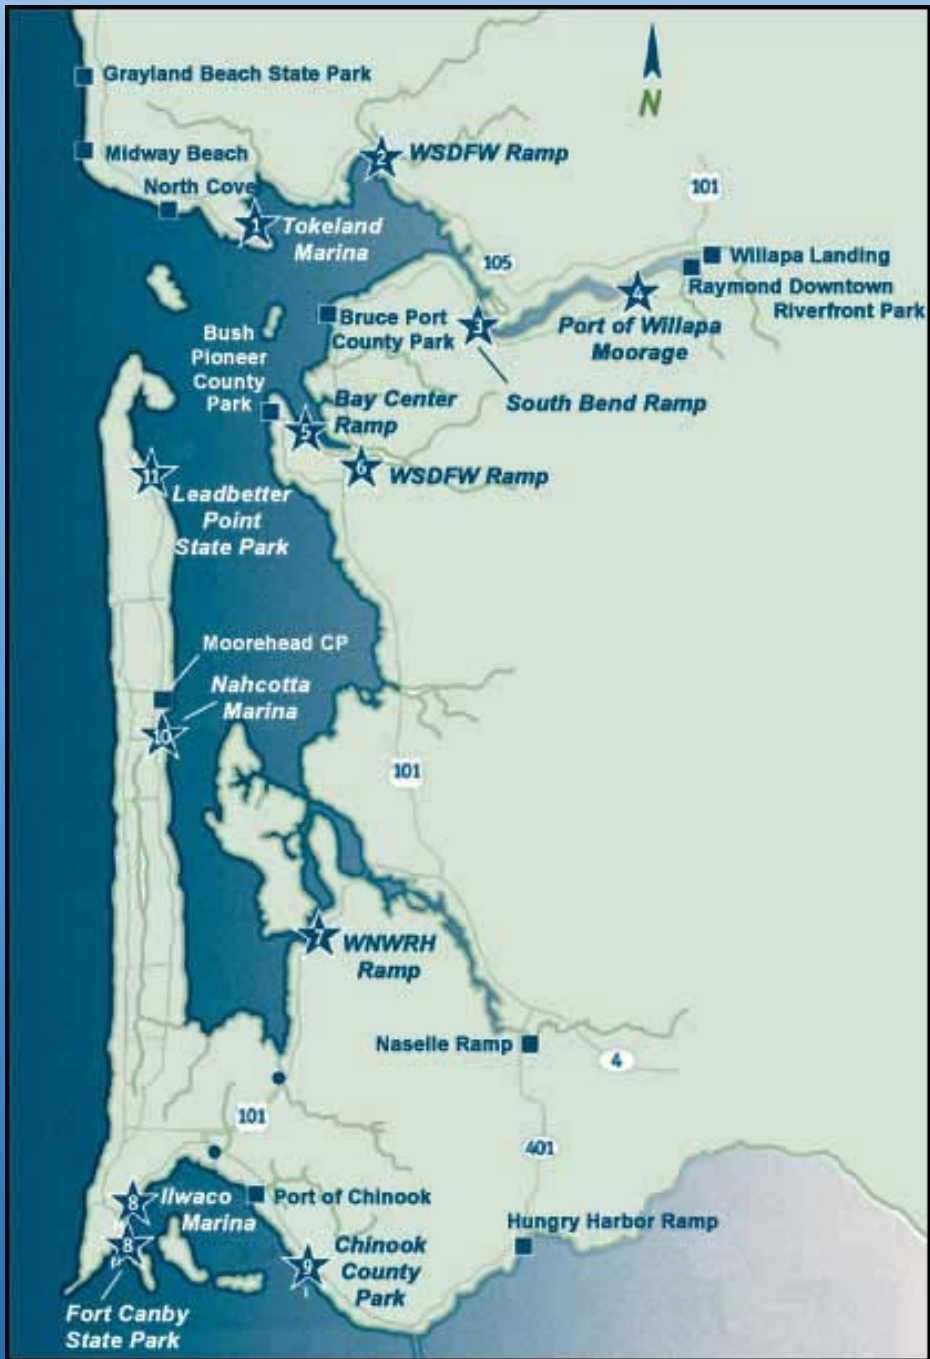 Grayland Beach State Park
N
Midway Beach
2
WSDFW Ramp
North Cove
101
1
Tokeland
Marina
105
Willapa Landing
Raymond Downtown
Riverfront Park
4
Port of Willapa
Moorage
Bruce Port
County Park
3
South Bend Ramp
Bush
Pioneer
County
Park
Bay Center
Ramp
5
6
WSDFW Ramp
11
Leadbetter
Point
State Park
Moorehead CP
Nahcotta
Marina
10
101
7
WNWRH
Ramp
Naselle Ramp
4
101
401
8
Ilwaco
Marina
Port of Chinook
Hungry Harbor Ramp
8
9
Chinook
County
Park
Fort Canby
State Park